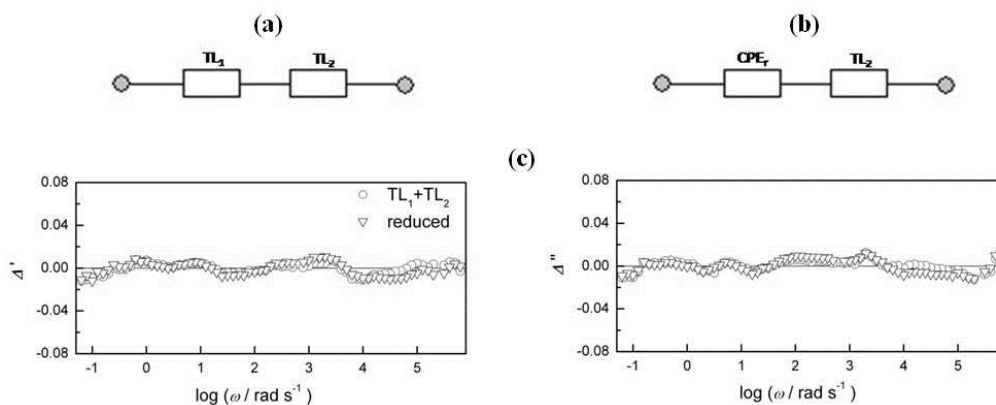 (a)
TL₁ TL₂
(b)
CPEᵣ TL₂
(c)
0.08
0.04
0.00
-0.04
-0.08
Δ'
TL₁+TL₂
reduced
-1 0 1 2 3 4 5
log (ω / rad s⁻¹)
0.08
0.04
0.00
-0.04
-0.08
Δ"
-1 0 1 2 3 4 5
log (ω / rad s⁻¹)